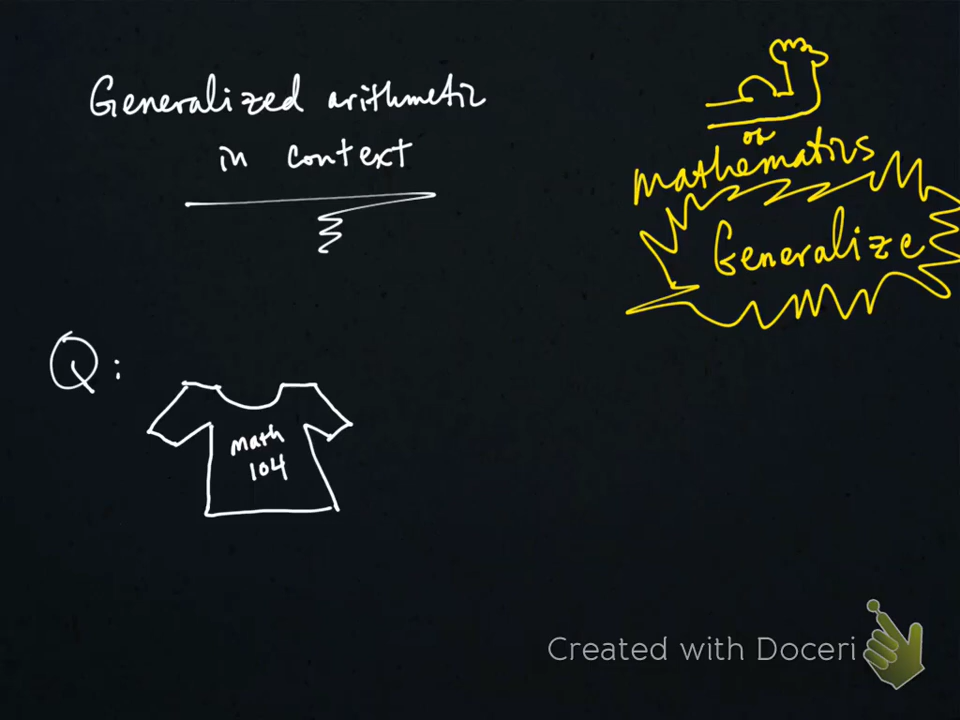 Generalized arithmetic
in context
of
mathematics
Generalize
Q:
math
104
Created with Doceri